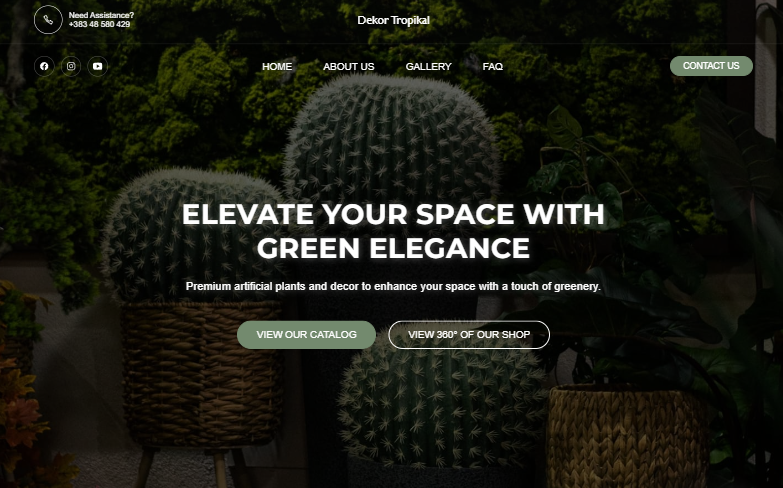 Need Assistance?
+383 48 580 429
Dekor Tropikal
HOME
ABOUT US
GALLERY
FAQ
CONTACT US
ELEVATE YOUR SPACE WITH
GREEN ELEGANCE
Premium artificial plants and decor to enhance your space with a touch of greenery.
VIEW OUR CATALOG
VIEW 360° OF OUR SHOP